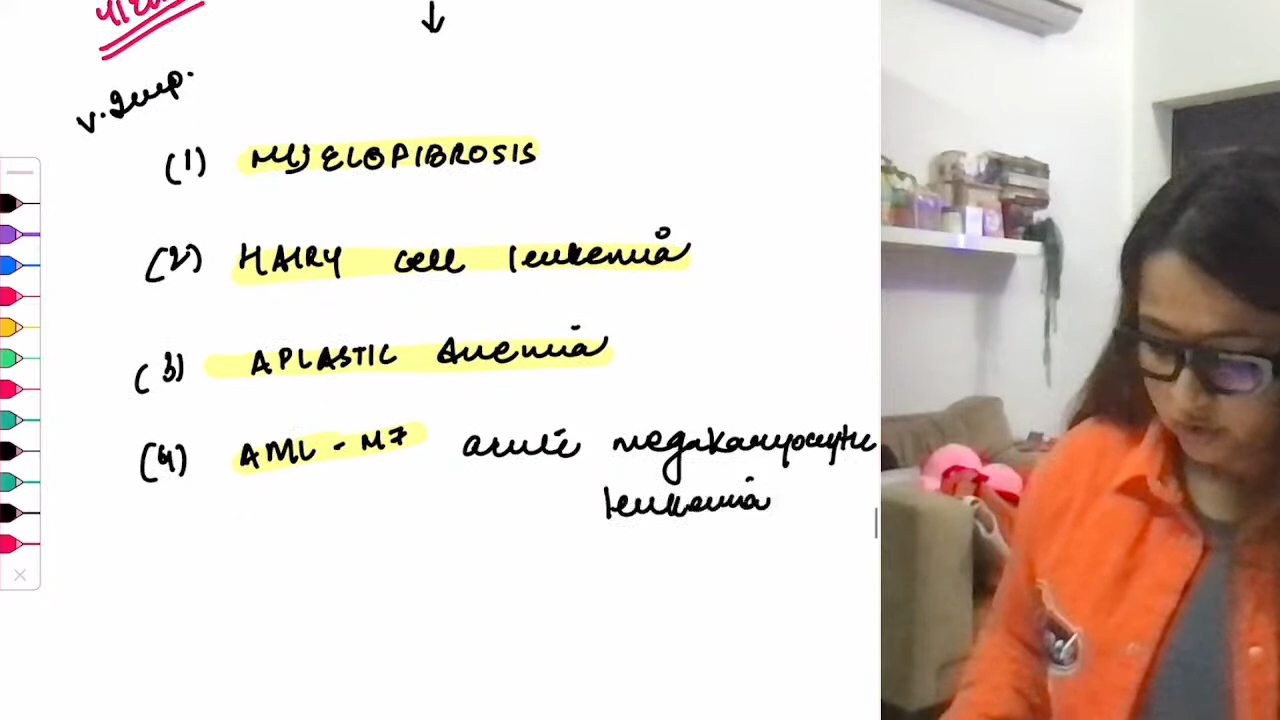 v. Imp.
(1) MYELOFIBROSIS
(2) HAIRY cell leukemia
(3) APLASTIC Anemia
(4) AML - M7 acute megakaryocytic
leukemia